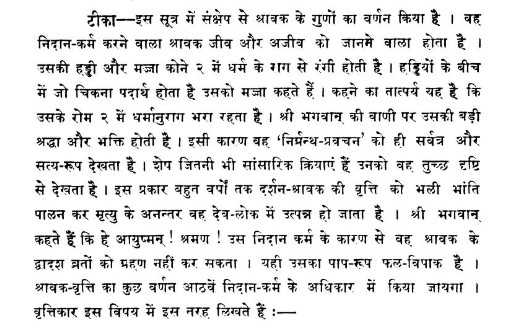 टीका—इस सूत्र में संक्षेप से श्रावक के गुणों का वर्णन किया है । वह
निदान-कर्म करने वाला श्रावक जीव और अजीव को जानमे वाला होता है ।
उसकी हड्डी और मज्जा कोने २ में धर्म के राग से रंगी होती है । हड्डियों के बीच
में जो चिकना पदार्थ होता है उसको मज्जा कहते हैं । कहने का तात्पर्य यह है कि
उसके रोम २ में धर्मानुराग भरा रहता है । श्री भगवान् की वाणी पर उसकी बड़ी
श्रद्धा और भक्ति होती है । इसी कारण वह ‘निर्ग्रन्थ-प्रवचन’ को ही सर्वत्र और
सत्य-रूप देखता है । शेष जितनी भी सांसारिक क्रियाएं हैं उनको वह तुच्छ दृष्टि
से देखता है । इस प्रकार बहुत वर्षों तक दर्शन-श्रावक की वृत्ति को भली भांति
पालन कर मृत्यु के अनन्तर वह देव-लोक में उत्पन्न हो जाता है । श्री भगवान्
कहते हैं कि हे आयुष्मन् ! श्रमण ! उस निदान कर्म के कारण से वह श्रावक के
द्वादश व्रतों को ग्रहण नहीं कर सकता । यही उसका पाप-रूप फल-विपाक है ।
श्रावक-वृत्ति का कुछ वर्णन आठवें निदान-कर्म के अधिकार में किया जायगा ।
वृत्तिकार इस विषय में इस तरह लिखते हैं :—